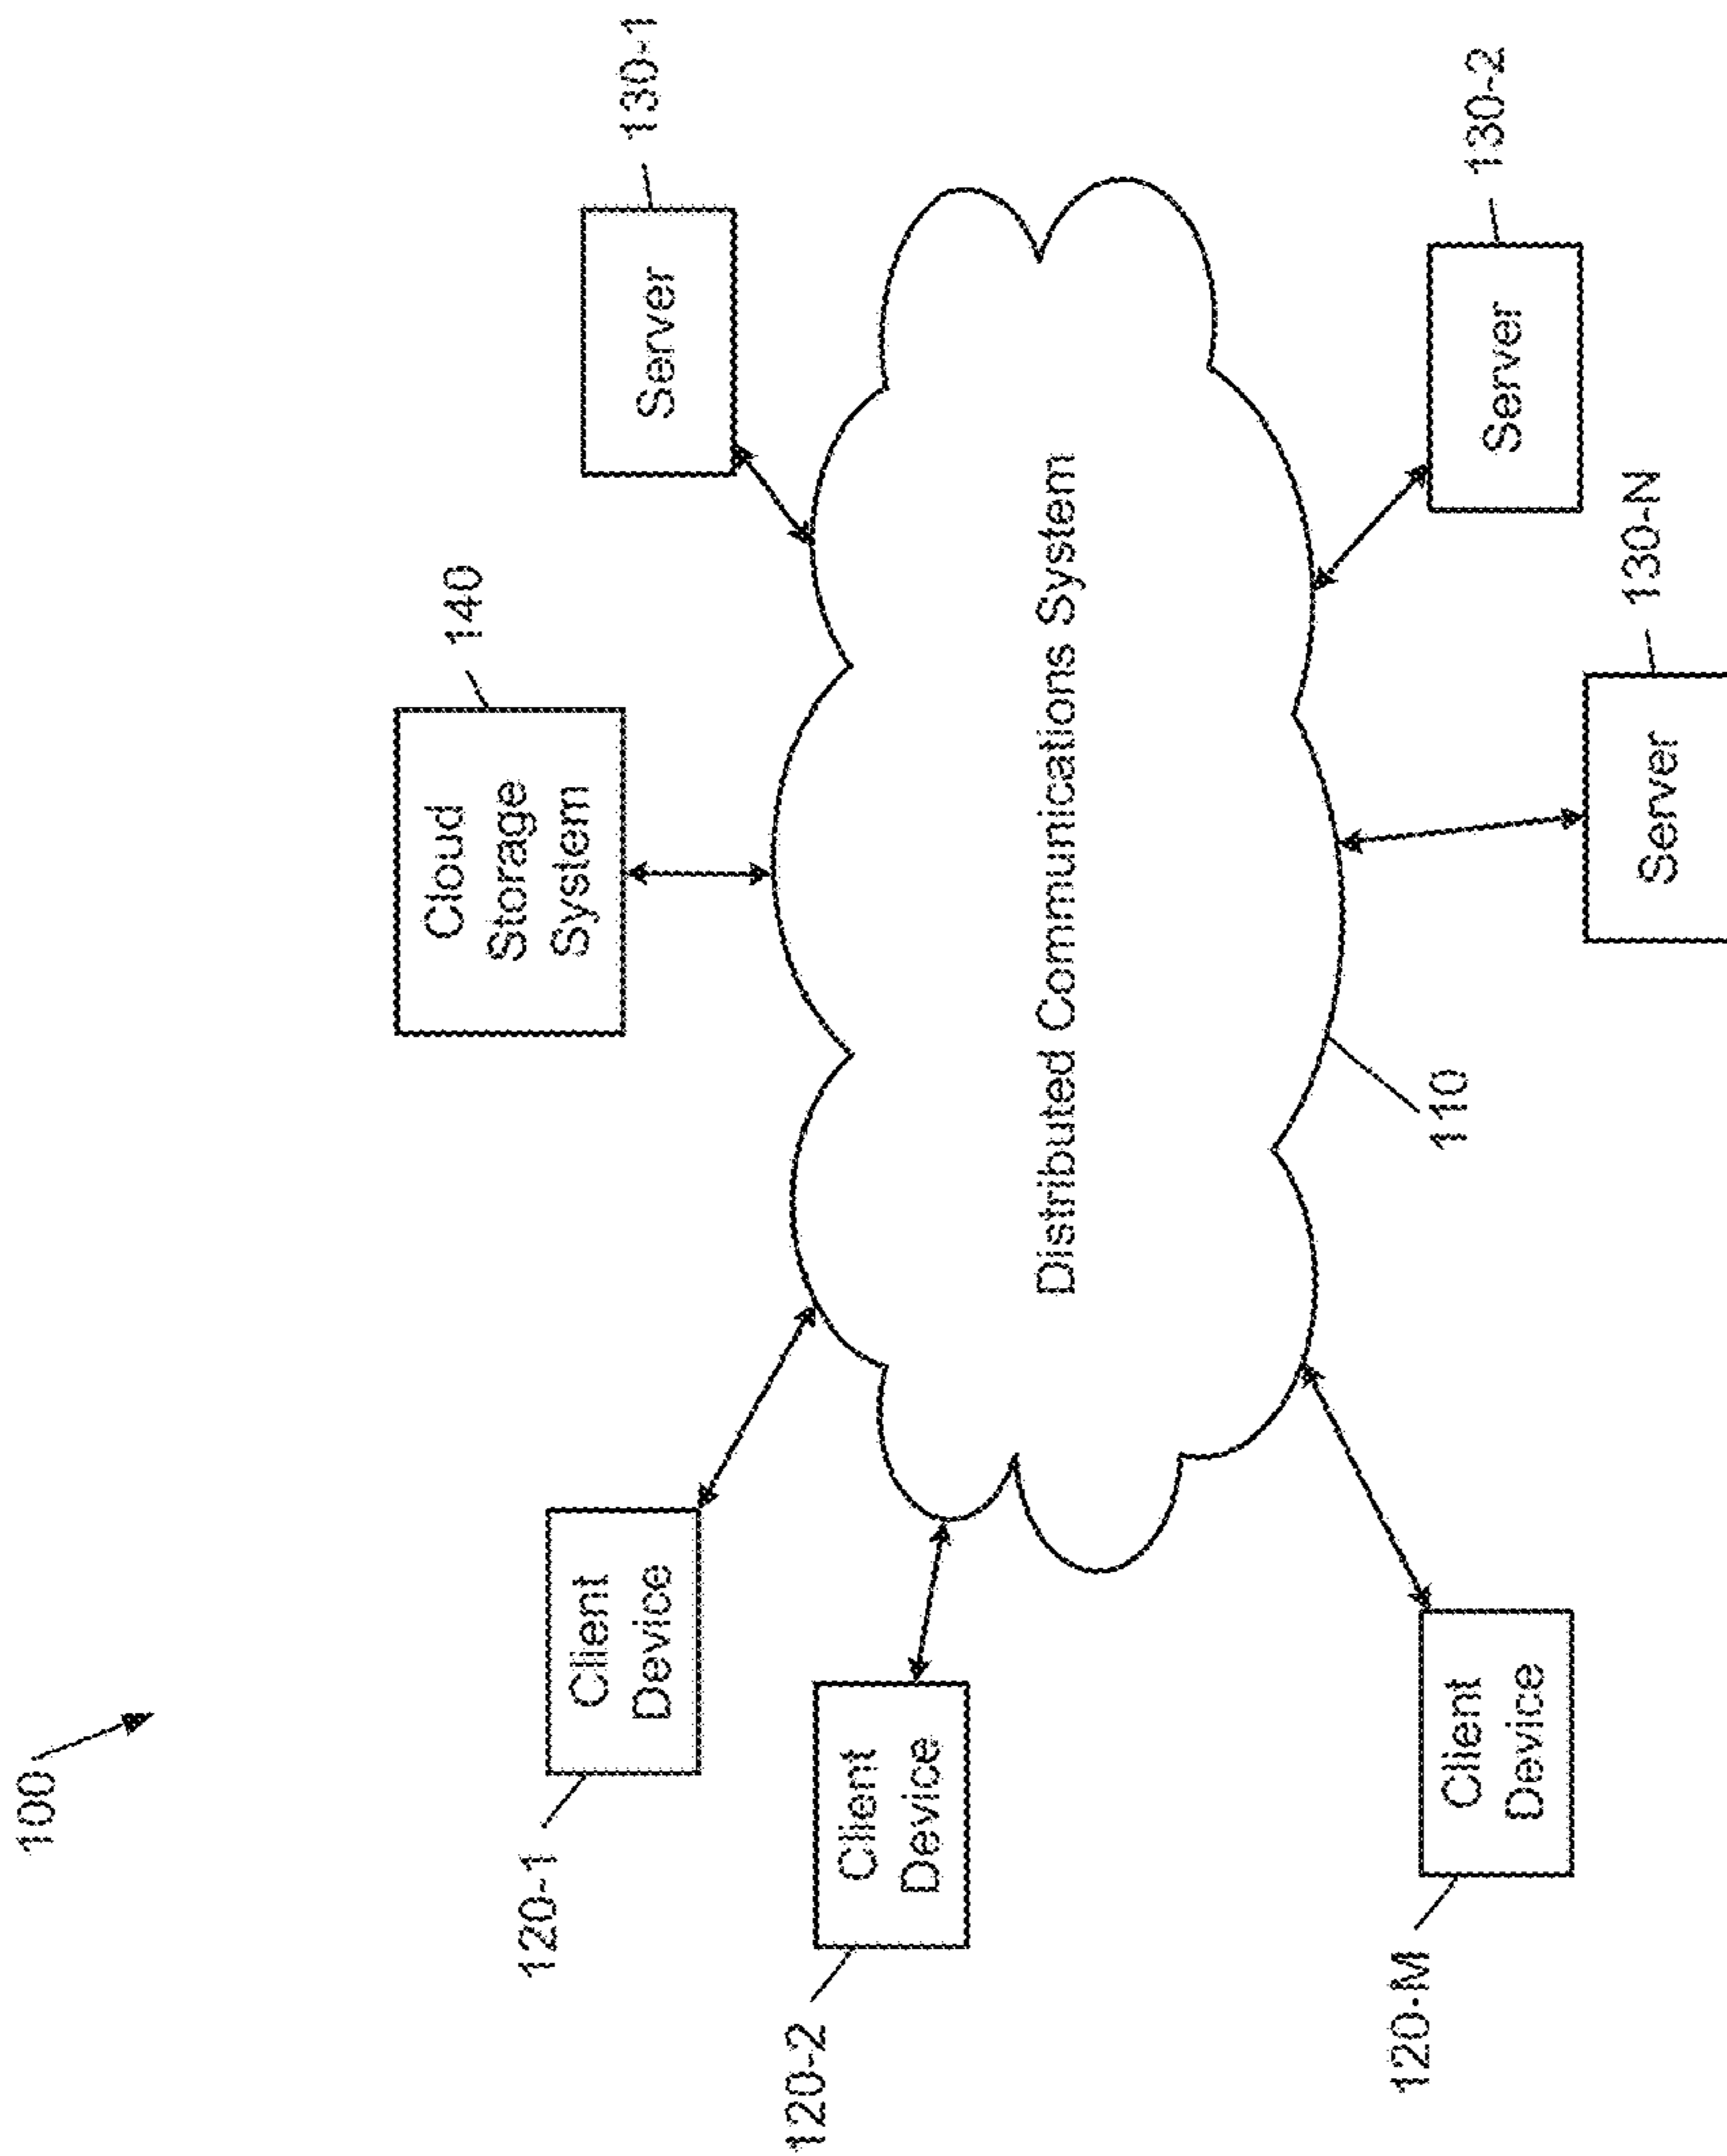 100
140
Cloud
Storage
System
130-1
Server
120-1
Client
Device
120-2
Client
Device
Distributed Communications System
120-M
Client
Device
110
Server
130-N
Server
130-2